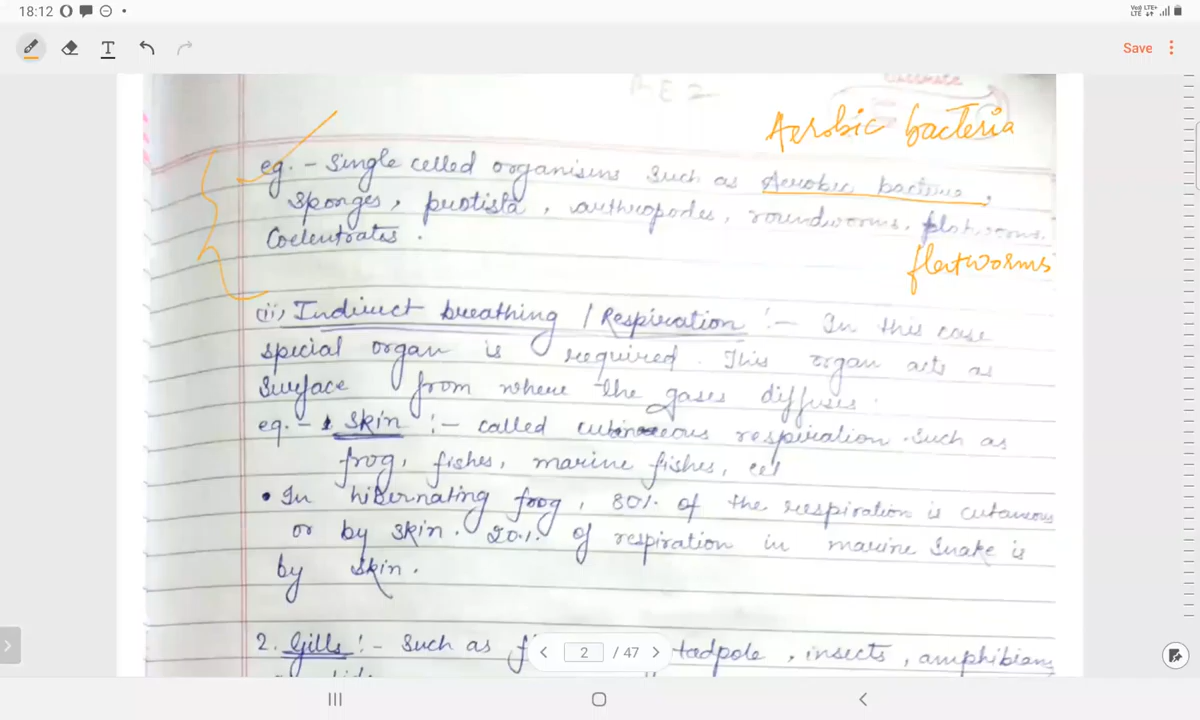 18:12
Save
Aerobic bacteria
eg. - Single celled organisms such as Aerobic bacteria,
Sponges, protista, arthropodes, roundworms, flatworms.
Coelentrates.
flatworms
(ii) Indirect breathing / Respiration :- In this case
special organ is required. This organ acts as
surface from where the gases diffuses.
eg. - 1. Skin :- called cutaneous respiration. Such as
frog, fishes, marine fishes, eel
• In hibernating frog, 80% of the respiration is cutaneous
or by skin. 20% of respiration in marine snake is
by skin.
2. Gills :- Such as tadpole, insects, amphibians
2 / 47